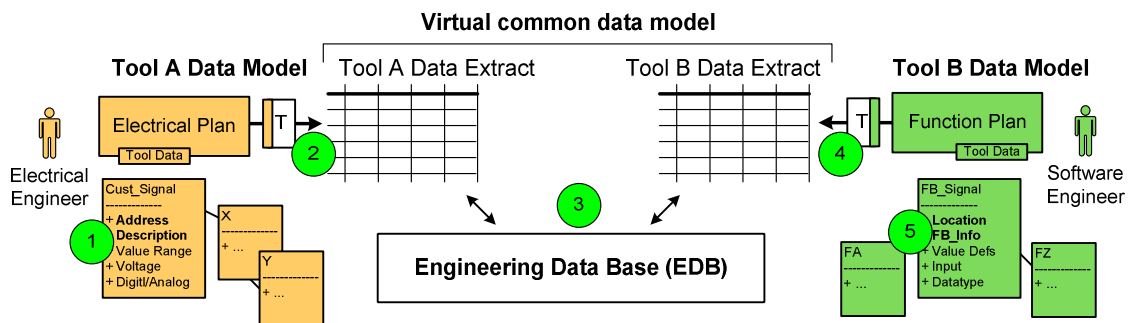 Virtual common data model
Tool A Data Model
Tool A Data Extract
Tool B Data Extract
Tool B Data Model
Electrical Plan
T
T
Function Plan
Tool Data
Tool Data
2
4
Electrical
Engineer
Software
Engineer
Cust_Signal
-------------
+ Address
Description
Value Range
+ Voltage
+ Digitl/Analog
1
X
-------------
+ ...
Y
-------------
+ ...
3
Engineering Data Base (EDB)
FB_Signal
-------------
Location
FB_Info
+ Value Defs
+ Input
+ Datatype
5
FA
-------------
+ ...
FZ
-------------
+ ...